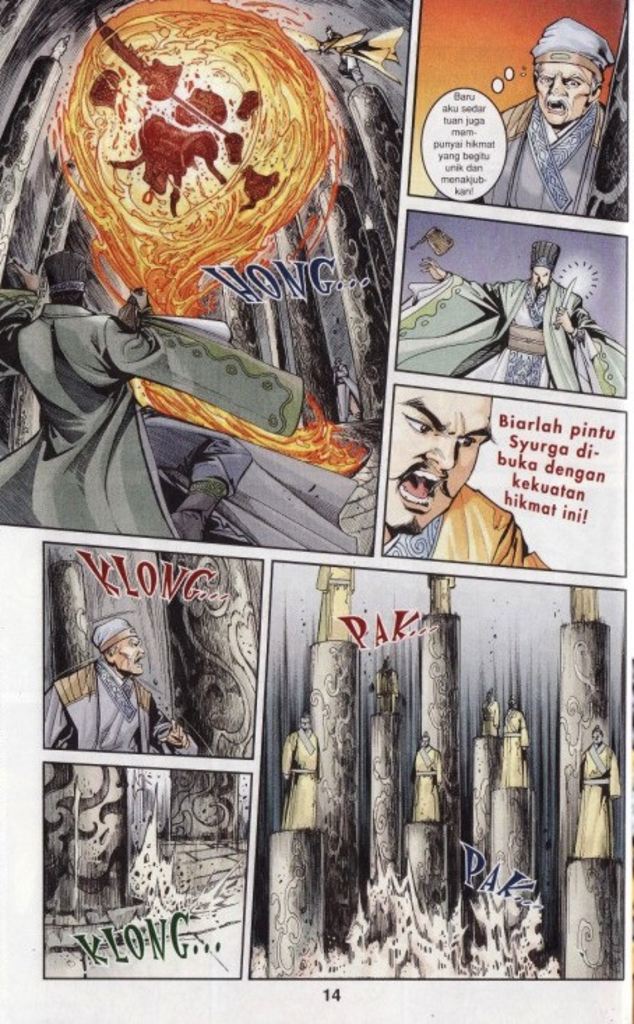 HONG...
Baru
aku sedar
tuan juga
mem-
punyai hikmat
yang begitu
unik dan
menakjub-
kan!
Biarlah pintu
Syurga di-
buka dengan
kekuatan
hikmat ini!
KLONG...
PAK...
KLONG...
PAK...
14